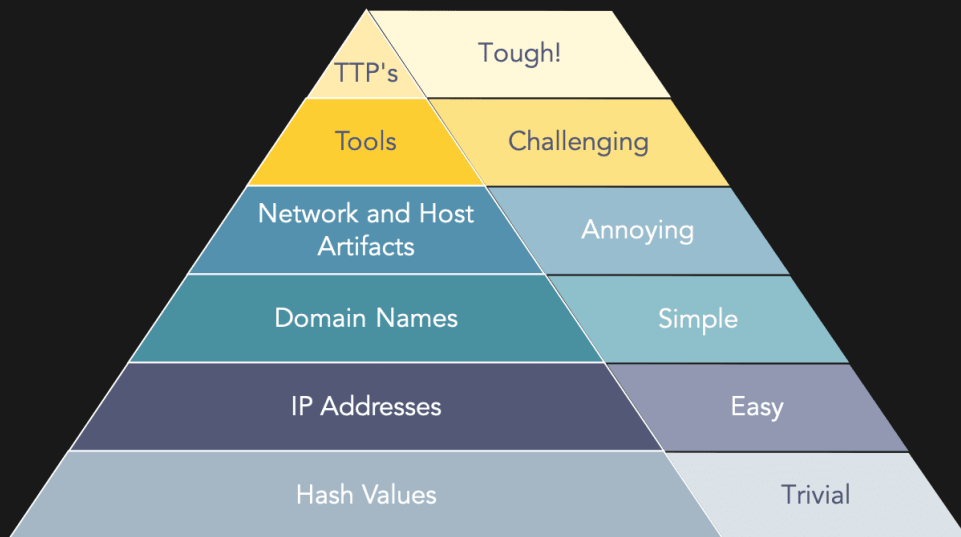 TTP's
Tough!
Tools
Challenging
Network and Host
Artifacts
Annoying
Domain Names
Simple
IP Addresses
Easy
Hash Values
Trivial